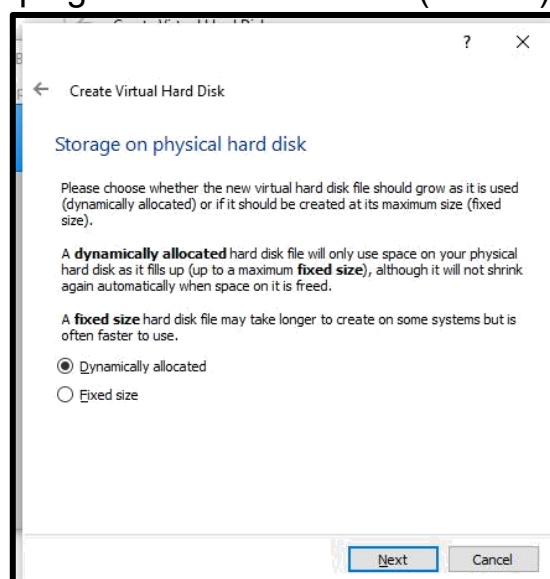 ?
Create Virtual Hard Disk
Storage on physical hard disk
Please choose whether the new virtual hard disk file should grow as it is used
(dynamically allocated) or if it should be created at its maximum size (fixed
size).
A dynamically allocated hard disk file will only use space on your physical
hard disk as it fills up (up to a maximum fixed size), although it will not shrink
again automatically when space on it is freed.
A fixed size hard disk file may take longer to create on some systems but is
often faster to use.
Dynamically allocated
Fixed size
Next Cancel